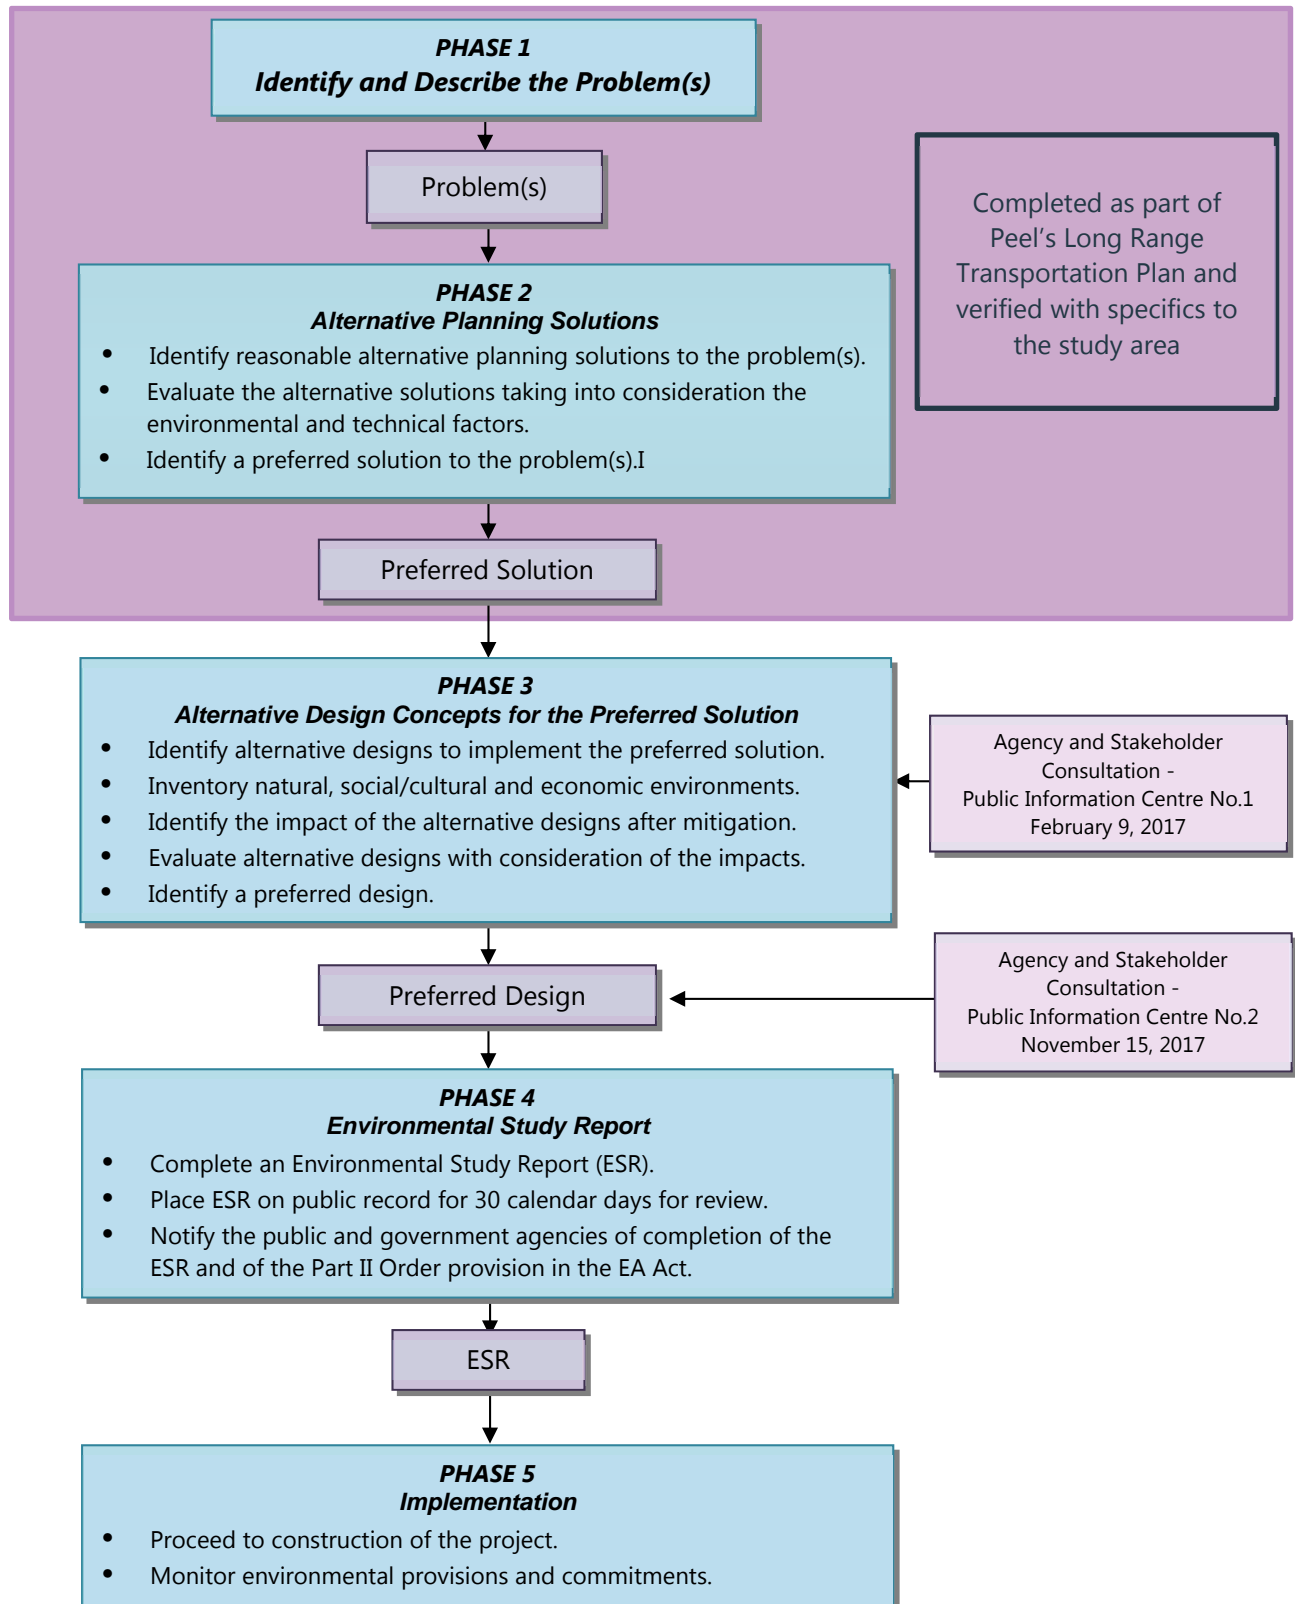 PHASE 1
Identify and Describe the Problem(s)
Problem(s)
Completed as part of
Peel’s Long Range
Transportation Plan and
verified with specifics to
the study area
PHASE 2
Alternative Planning Solutions
• Identify reasonable alternative planning solutions to the problem(s).
• Evaluate the alternative solutions taking into consideration the
environmental and technical factors.
• Identify a preferred solution to the problem(s).I
Preferred Solution
PHASE 3
Alternative Design Concepts for the Preferred Solution
• Identify alternative designs to implement the preferred solution.
• Inventory natural, social/cultural and economic environments.
• Identify the impact of the alternative designs after mitigation.
• Evaluate alternative designs with consideration of the impacts.
• Identify a preferred design.
Agency and Stakeholder
Consultation -
Public Information Centre No.1
February 9, 2017
Preferred Design
Agency and Stakeholder
Consultation -
Public Information Centre No.2
November 15, 2017
PHASE 4
Environmental Study Report
• Complete an Environmental Study Report (ESR).
• Place ESR on public record for 30 calendar days for review.
• Notify the public and government agencies of completion of the
ESR and of the Part II Order provision in the EA Act.
ESR
PHASE 5
Implementation
• Proceed to construction of the project.
• Monitor environmental provisions and commitments.